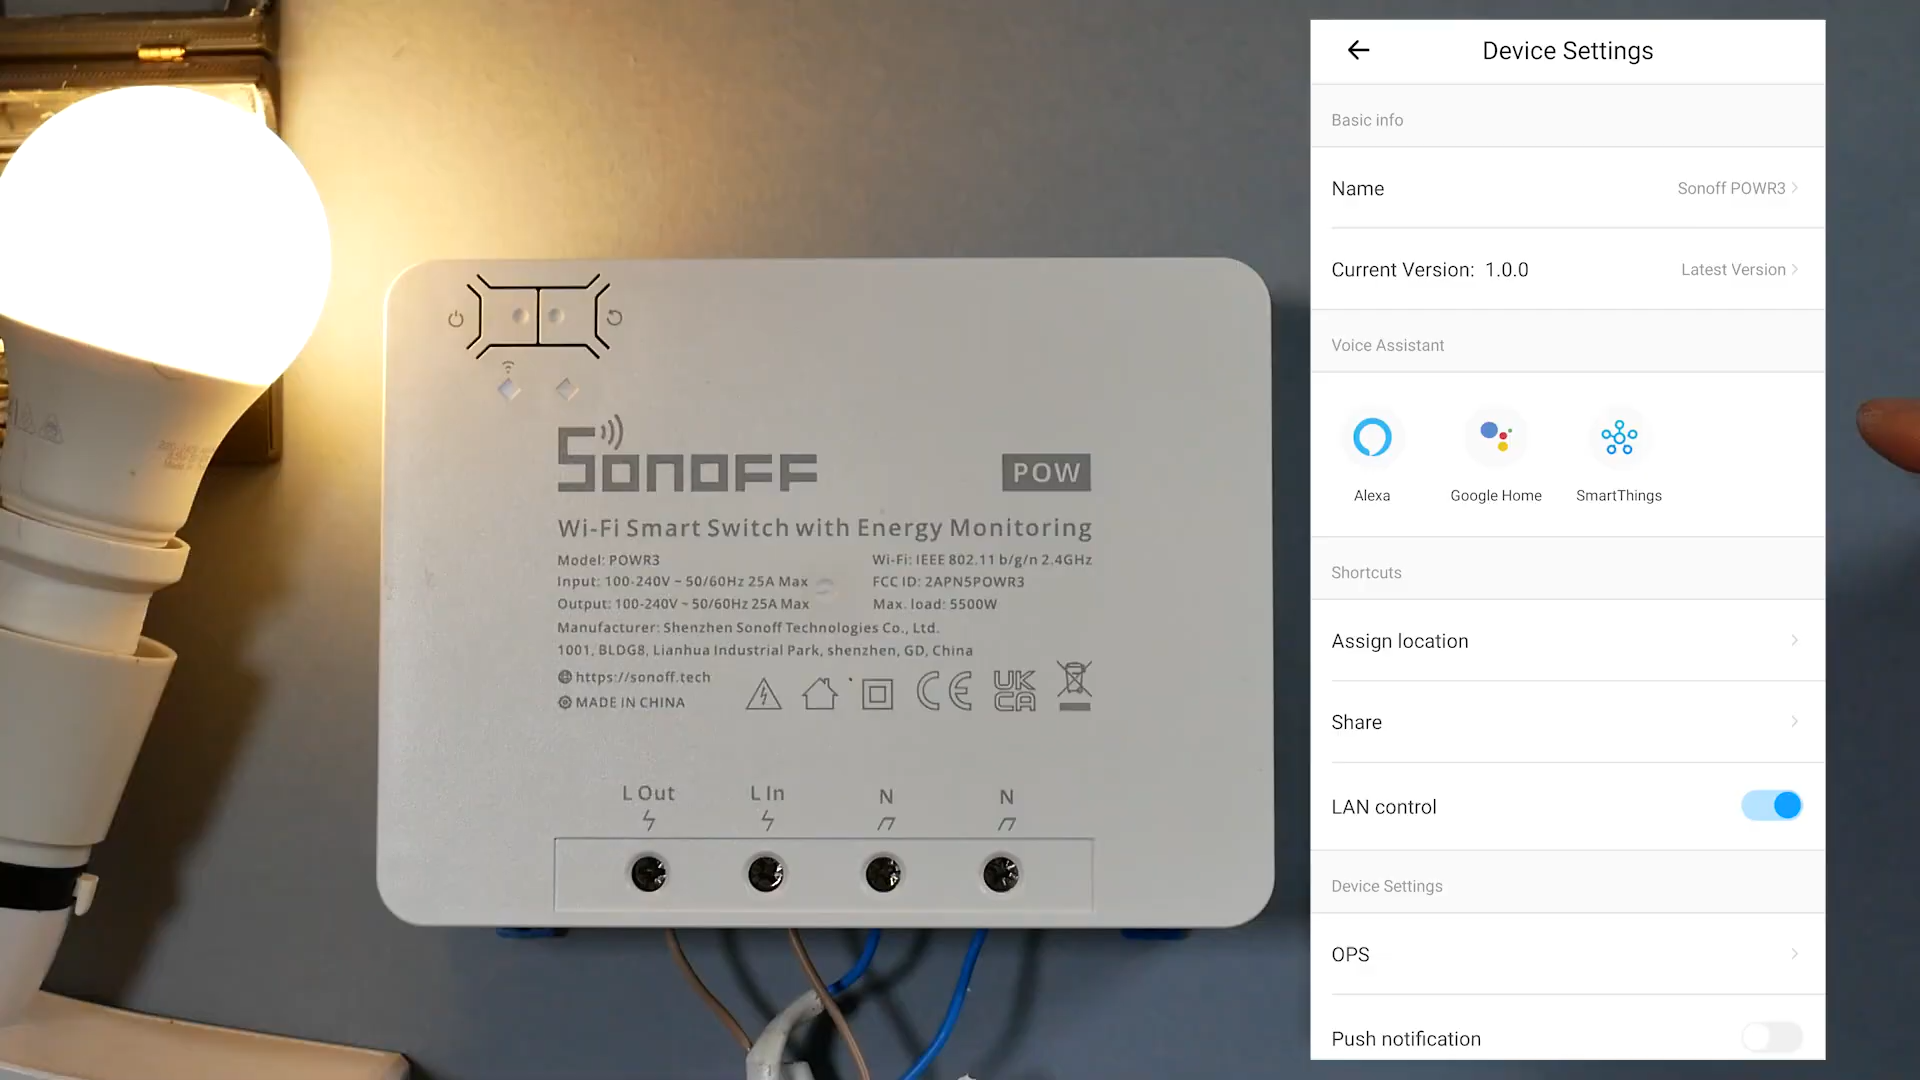 SONOFF
POW
Wi-Fi Smart Switch with Energy Monitoring
Model: POWR3
Wi-Fi: IEEE 802.11 b/g/n 2.4GHz
Input: 100-240V ~ 50/60Hz 25A Max
FCC ID: 2APN5POWR3
Output: 100-240V ~ 50/60Hz 25A Max
Max. load: 5500W
Manufacturer: Shenzhen Sonoff Technologies Co., Ltd.
1001, BLDG8, Lianhua Industrial Park, shenzhen, GD, China
https://sonoff.tech
MADE IN CHINA
CE
UK
CA
L Out
L In
N
N
Device Settings
Basic info
Name
Sonoff POWR3
Current Version: 1.0.0
Latest Version
Voice Assistant
Alexa
Google Home
SmartThings
Shortcuts
Assign location
Share
LAN control
Device Settings
OPS
Push notification